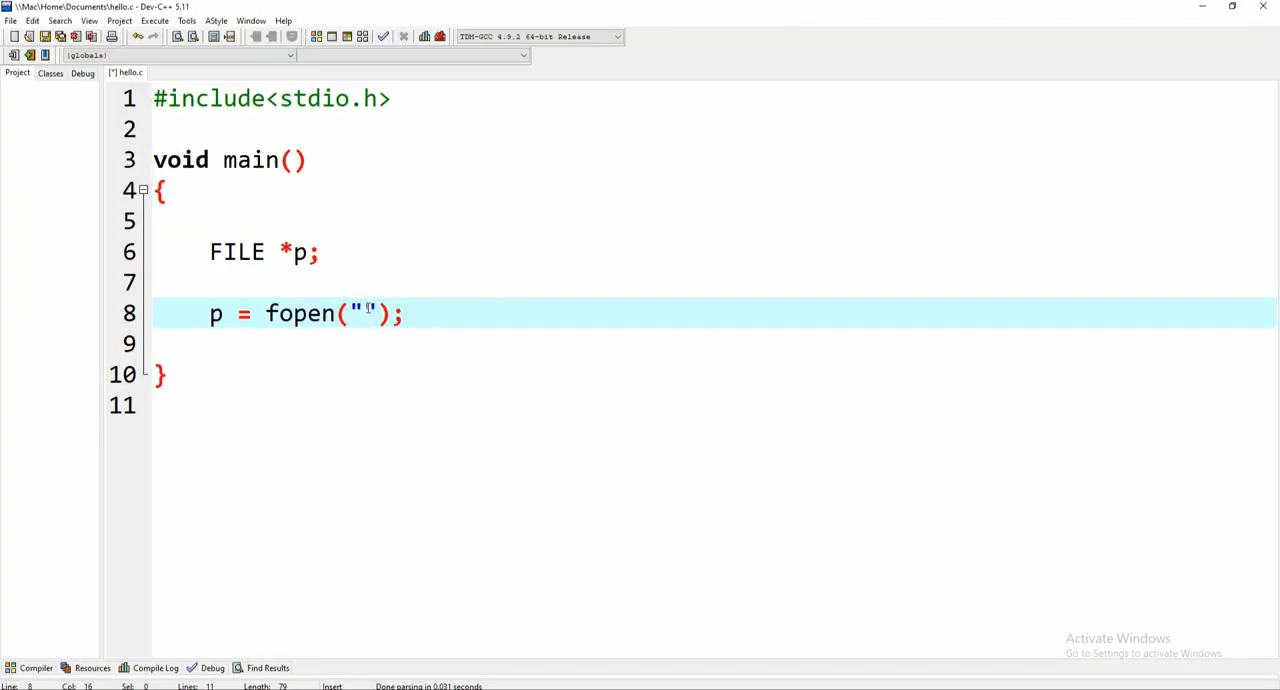 \\Mac\Home\Documents\hello.c - Dev-C++ 5.11
File Edit Search View Project Execute Tools AStyle Window Help
TDM-GCC 4.9.2 64-bit Release
(globals)
Project Classes Debug [*] hello.c
1 #include<stdio.h>
2
3 void main()
4 {
5
6 FILE *p;
7
8 p = fopen("");
9
10 }
11
Activate Windows
Go to Settings to activate Windows.
Compiler Resources Compile Log Debug Find Results
Line: 8 Col: 16 Sel: 0 Lines: 11 Length: 79 Insert Done parsing in 0.031 seconds